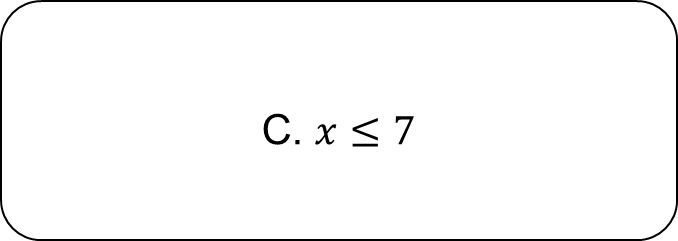 C. 𝑥 ≤ 7